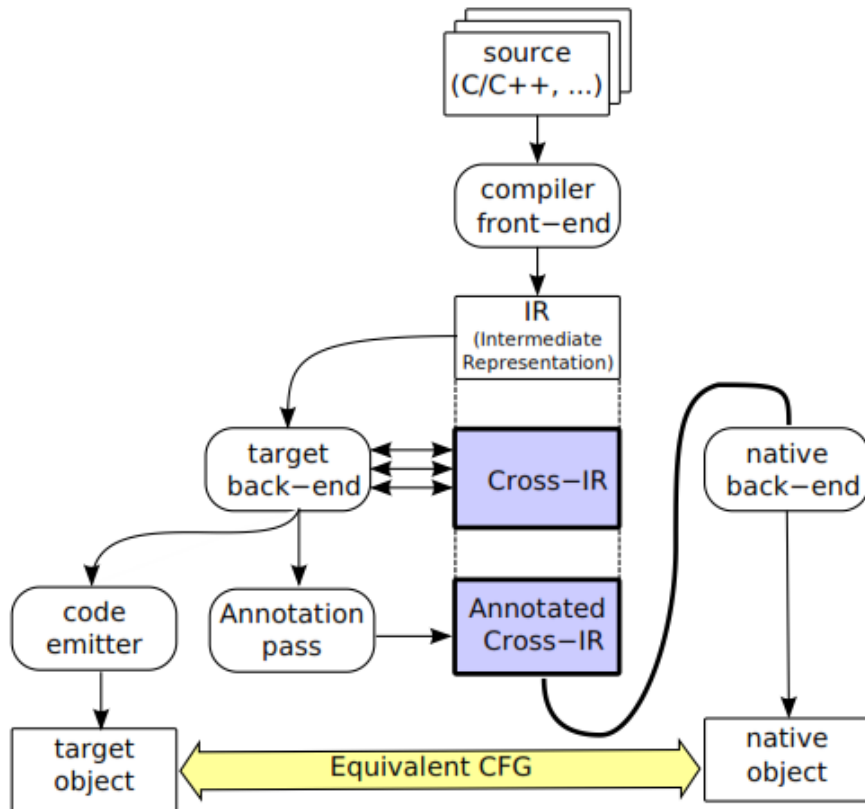 source
(C/C++, ...)
compiler
front−end
IR
(Intermediate
Representation)
target
back−end
Cross−IR
native
back−end
code
emitter
Annotation
pass
Annotated
Cross−IR
target
object
Equivalent CFG
native
object